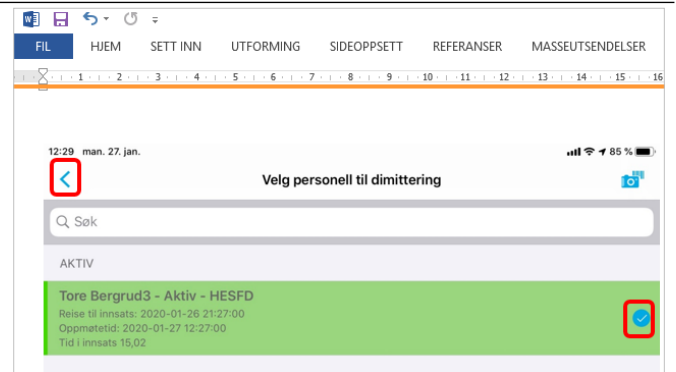 FIL HJEM SETT INN UTFORMING SIDEOPPSETT REFERANSER MASSEUTSENDELSER
1 2 3 4 5 6 7 8 9 10 11 12 13 14 15 16
12:29 man. 27. jan. 85 %
Velg personell til dimittering
Søk
AKTIV
Tore Bergrud3 - Aktiv - HESFD
Reise til innsats: 2020-01-26 21:27:00
Oppmøtetid: 2020-01-27 12:27:00
Tid i innsats 15,02